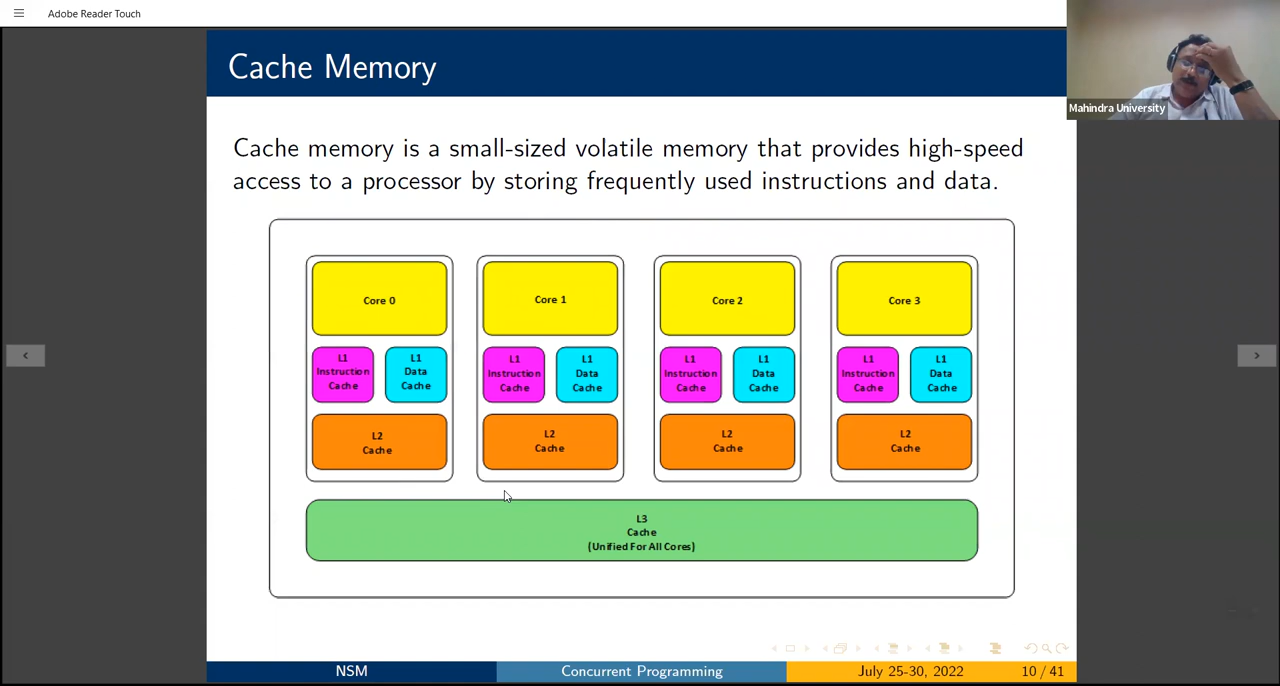 Adobe Reader Touch
Mahindra University
Cache Memory
Cache memory is a small-sized volatile memory that provides high-speed
access to a processor by storing frequently used instructions and data.
Core 0
L1
Instruction
Cache
L1
Data
Cache
L2
Cache
Core 1
L1
Instruction
Cache
L1
Data
Cache
L2
Cache
Core 2
L1
Instruction
Cache
L1
Data
Cache
L2
Cache
Core 3
L1
Instruction
Cache
L1
Data
Cache
L2
Cache
L3
Cache
(Unified For All Cores)
NSM
Concurrent Programming
July 25-30, 2022
10 / 41